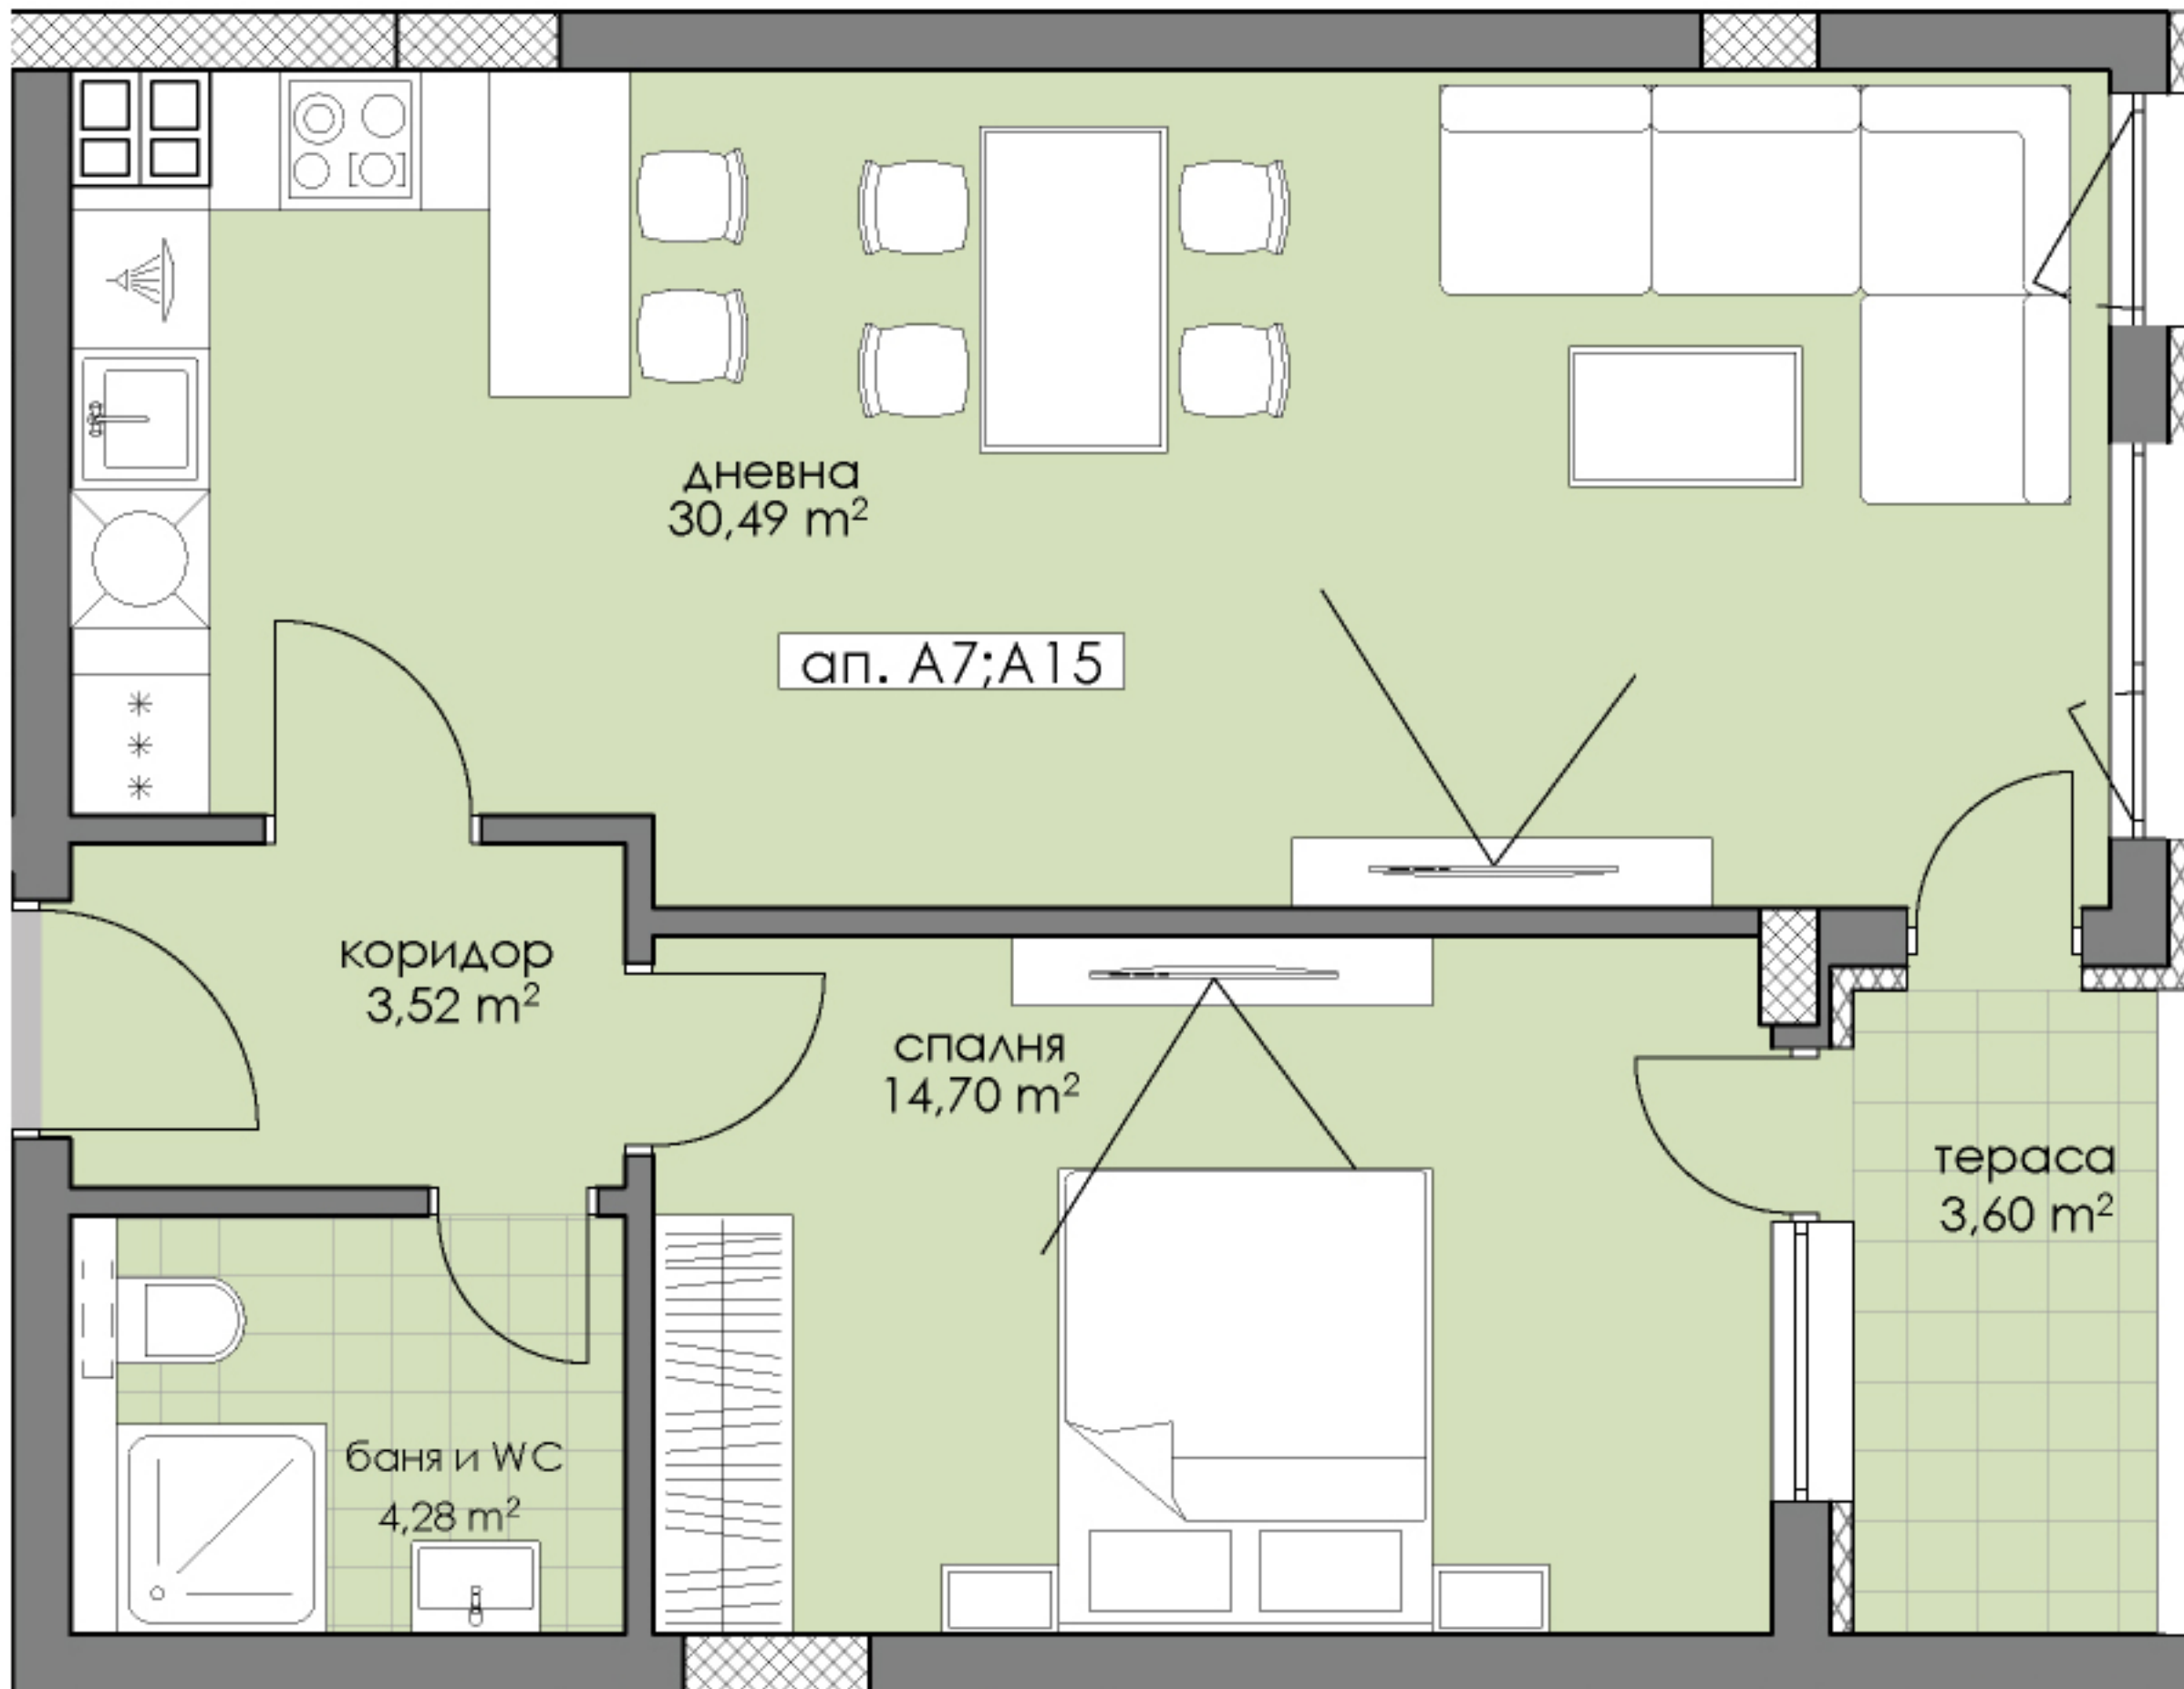 дневна
30,49 m²
ап. А7;А15
коридор
3,52 m²
спалня
14,70 m²
тераса
3,60 m²
баня и WC
4,28 m²